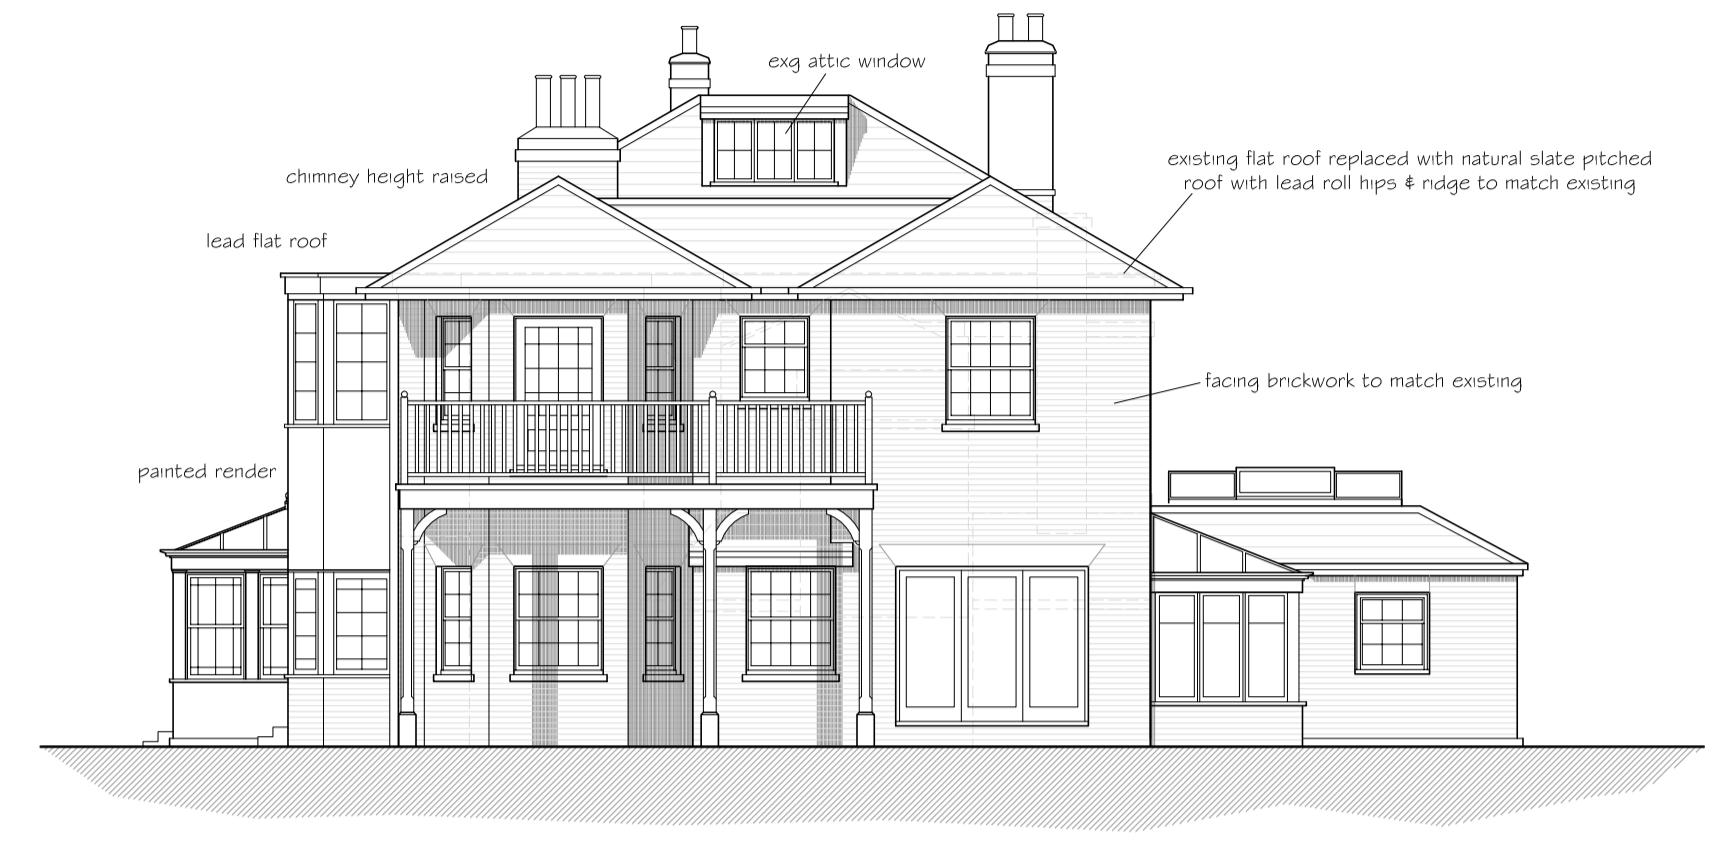 exg attic window
existing flat roof replaced with natural slate pitched
roof with lead roll hips & ridge to match existing
chimney height raised
lead flat roof
facing brickwork to match existing
painted render